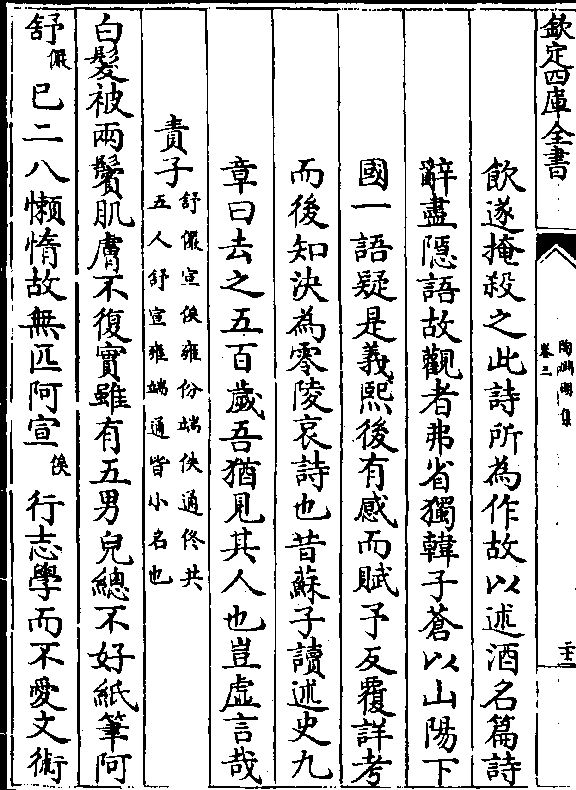 欽定四庫全書
陶淵明集
卷三
二十二
飲遂掩殺之此詩所為作故以述酒名篇詩
辭盡隱語故觀者弗省獨韓子蒼以山陽下
國一語疑是義熙後有感而賦予反覆詳考
而後知決為零陵哀詩也昔蘇子讀述史九
章曰去之五百歲吾猶見其人也豈虛言哉
責子
舒儼宣俟雍份端佚通佟共
五人舒宣雍端通皆小名也
白髮被兩鬢肌膚不復實雖有五男兒總不好紙筆阿
舒儼已二八懶惰故無匹阿宣俟行志學而不愛文術